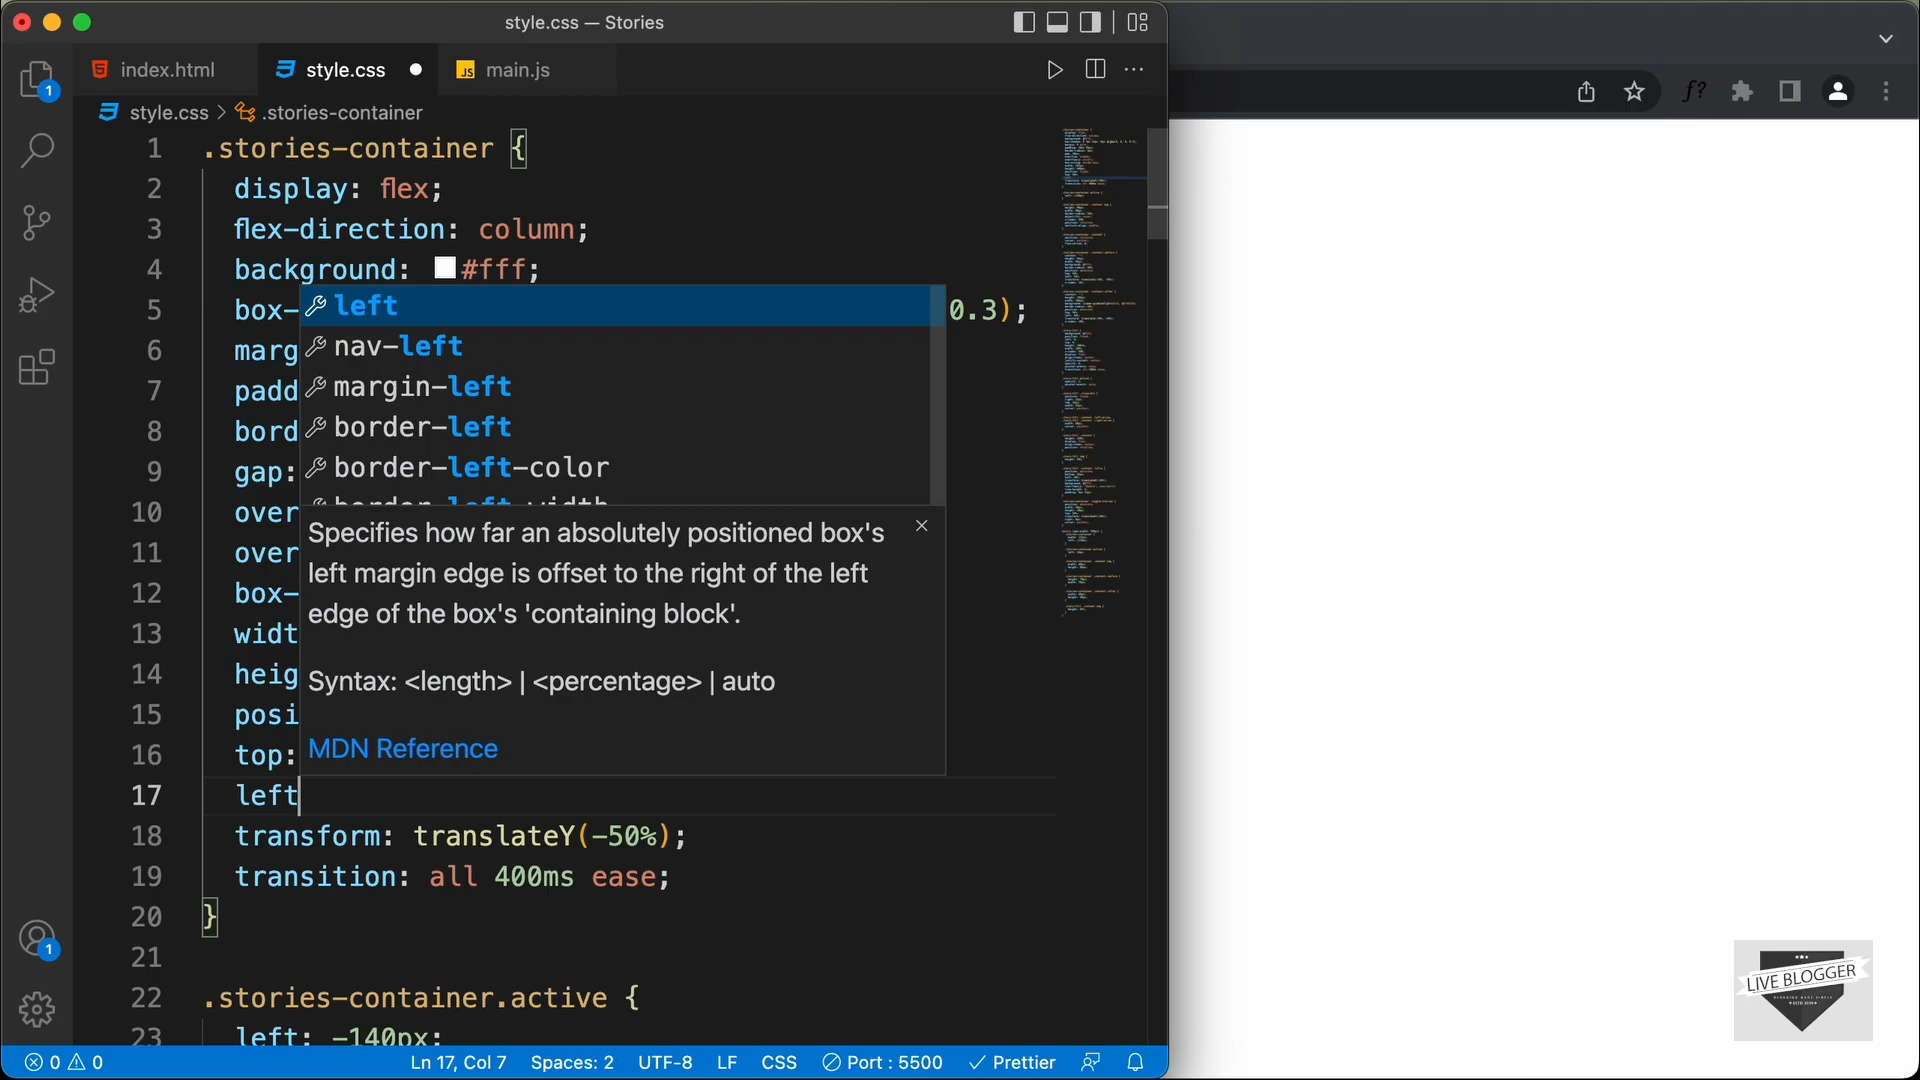 style.css — Stories
index.html
style.css
JS main.js
style.css > .stories-container
1 .stories-container {
2 display: flex;
3 flex-direction: column;
4 background: #fff;
5 box- 0.3);
6 marg
7 padd
8 bord
9 gap:
10 over
11 over
12 box-
13 widt
14 heig
15 posi
16 top:
17 left
left
nav-left
margin-left
border-left
border-left-color
border-left-width
Specifies how far an absolutely positioned box's
left margin edge is offset to the right of the left
edge of the box's 'containing block'.
Syntax: <length> | <percentage> | auto
MDN Reference
18 transform: translateY(-50%);
19 transition: all 400ms ease;
20 }
21
22 .stories-container.active {
23 left: -140px;
1
1
f?
LIVE BLOGGER
0 0
Ln 17, Col 7
Spaces: 2
UTF-8
LF
CSS
Port : 5500
Prettier